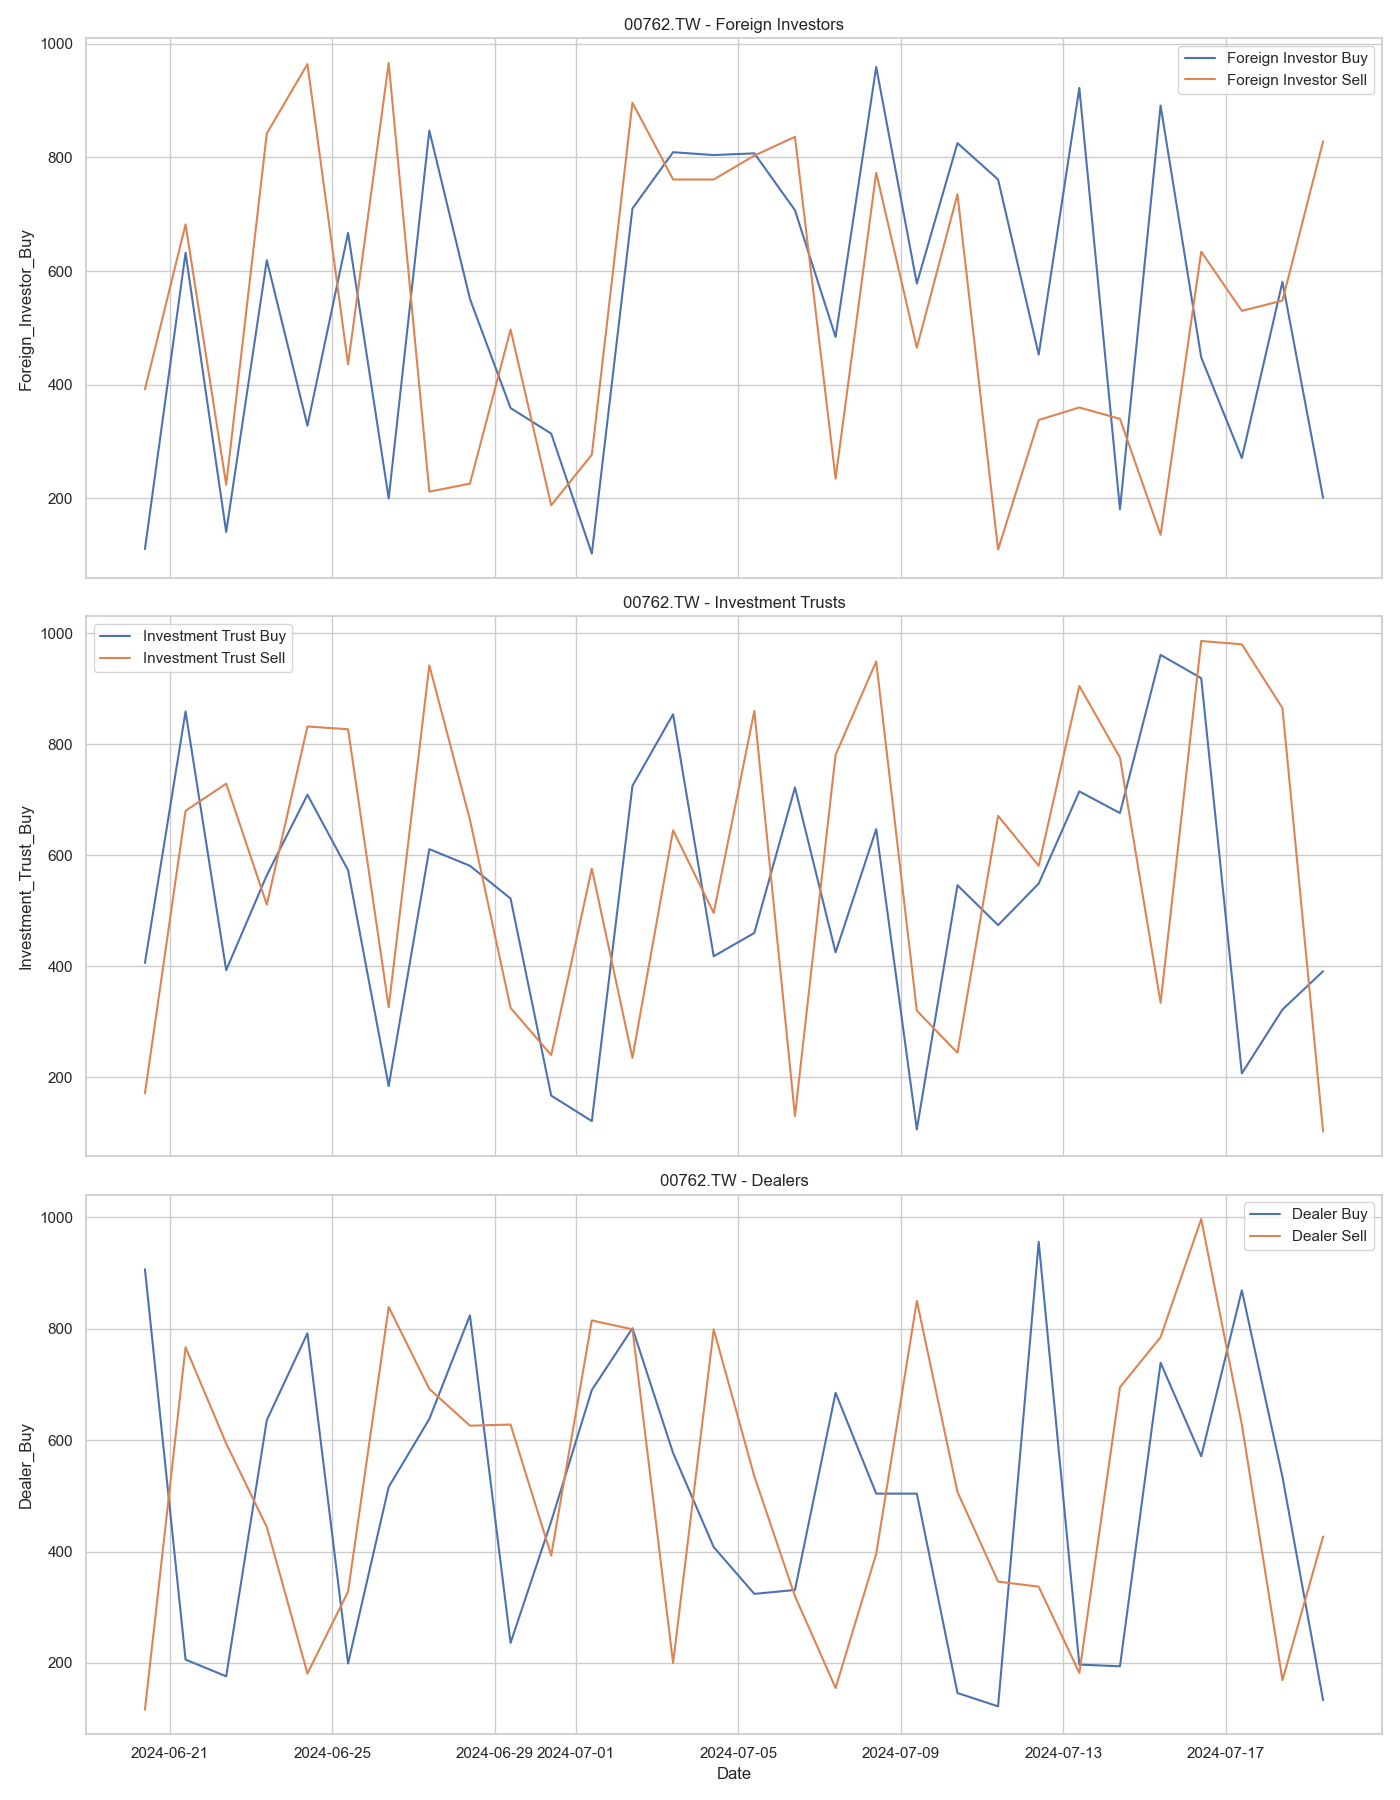 00762.TW - Foreign Investors
1000
800
600
400
200
Foreign_Investor_Buy
Foreign Investor Buy
Foreign Investor Sell
00762.TW - Investment Trusts
1000
800
600
400
200
Investment_Trust_Buy
Investment Trust Buy
Investment Trust Sell
00762.TW - Dealers
1000
800
600
400
200
Dealer_Buy
Dealer Buy
Dealer Sell
2024-06-21 2024-06-25 2024-06-29 2024-07-01 2024-07-05 2024-07-09 2024-07-13 2024-07-17
Date